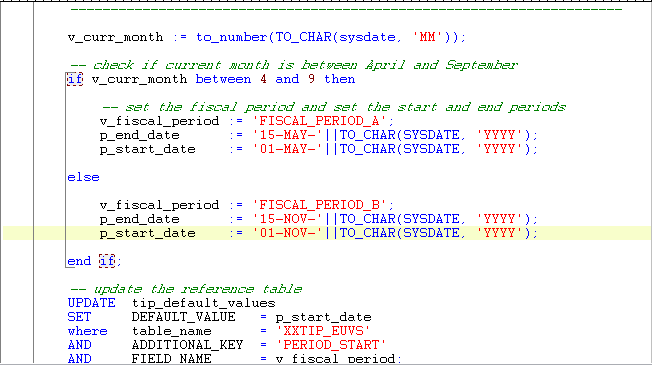 ------------------------------------------------------------------------
v_curr_month := to_number(TO_CHAR(sysdate, 'MM'));
-- check if current month is between April and September
if v_curr_month between 4 and 9 then
-- set the fiscal period and set the start and end periods
v_fiscal_period := 'FISCAL_PERIOD_A';
p_end_date := '15-MAY-'||TO_CHAR(SYSDATE, 'YYYY');
p_start_date := '01-MAY-'||TO_CHAR(SYSDATE, 'YYYY');
else
v_fiscal_period := 'FISCAL_PERIOD_B';
p_end_date := '15-NOV-'||TO_CHAR(SYSDATE, 'YYYY');
p_start_date := '01-NOV-'||TO_CHAR(SYSDATE, 'YYYY');
end if;
-- update the reference table
UPDATE tip_default_values
SET DEFAULT_VALUE = p_start_date
where table_name = 'XXTIP_EUVS'
AND ADDITIONAL_KEY = 'PERIOD_START'
AND FIELD_NAME = v_fiscal_period;